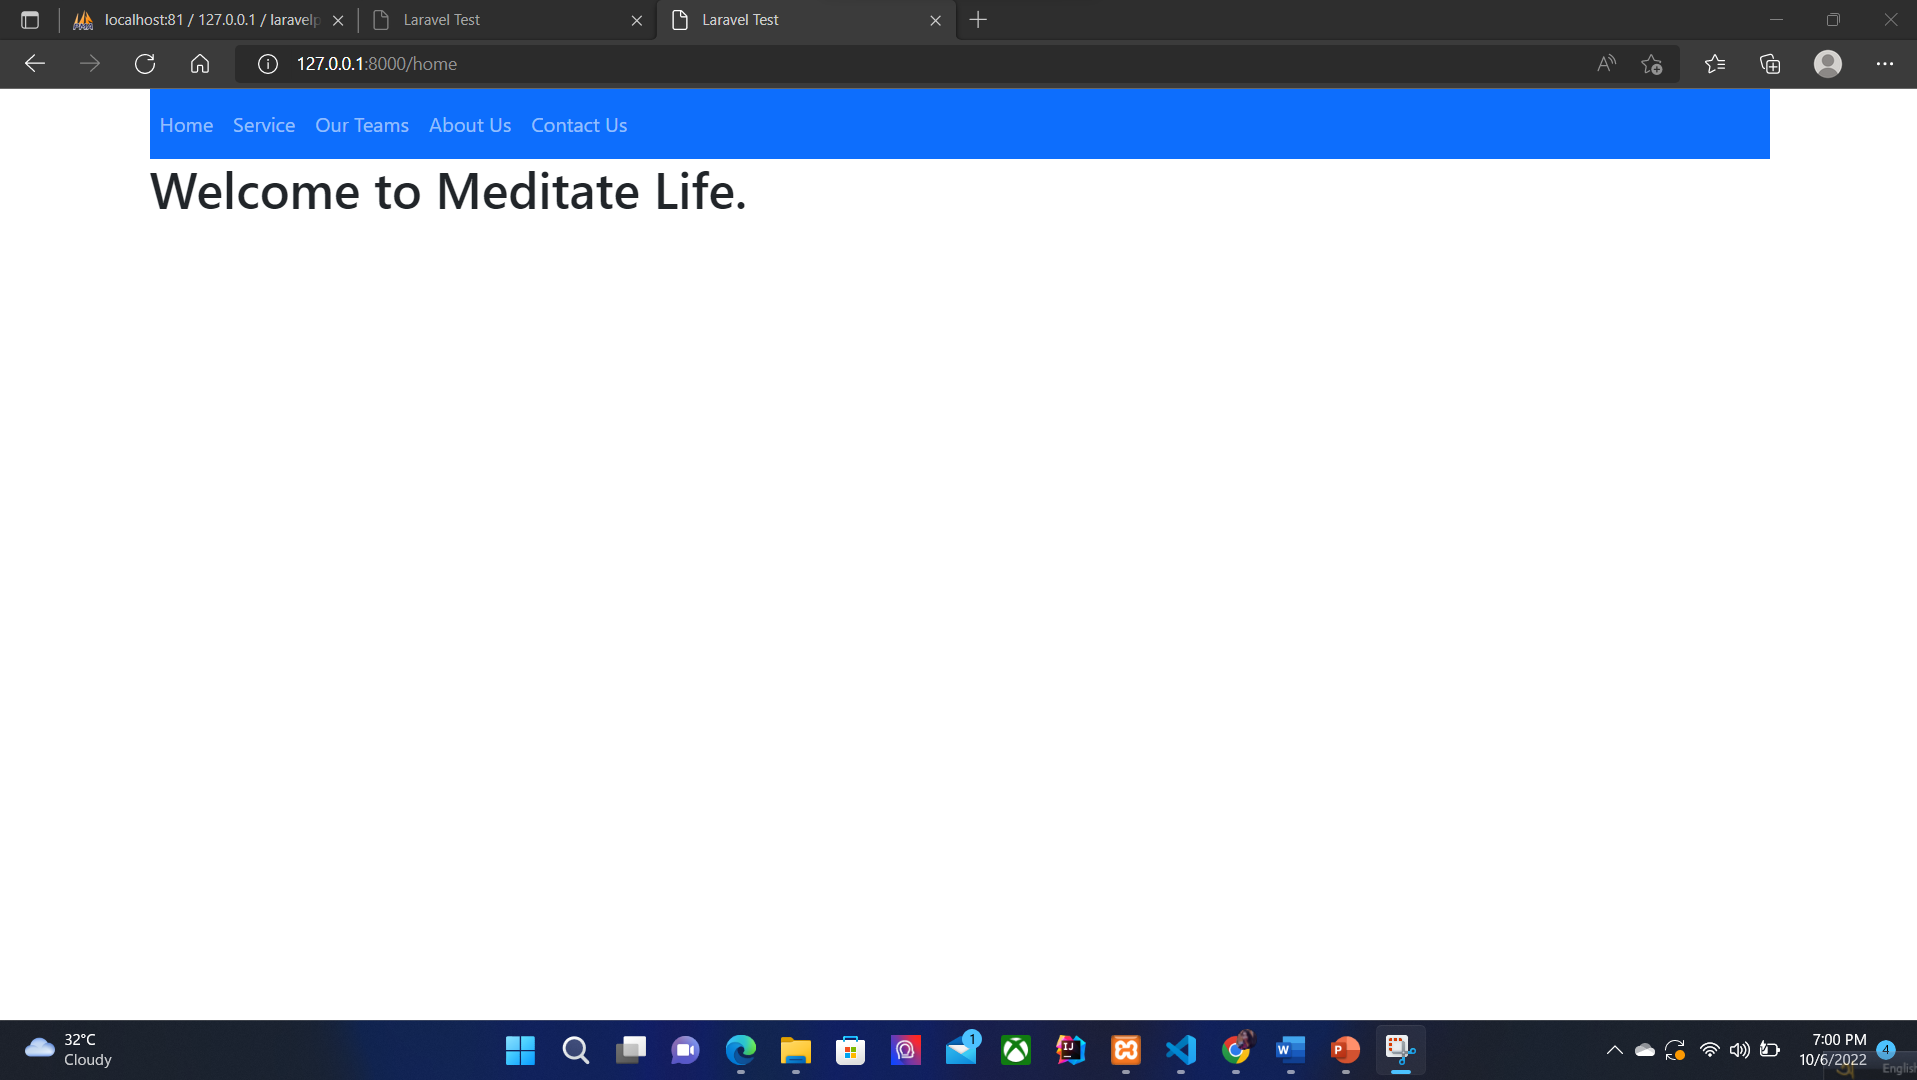 localhost:81 / 127.0.0.1 / laravelp
Laravel Test
Laravel Test
127.0.0.1:8000/home
Home Service Our Teams About Us Contact Us
Welcome to Meditate Life.
32°C
Cloudy
1
7:00 PM
10/6/2022
4